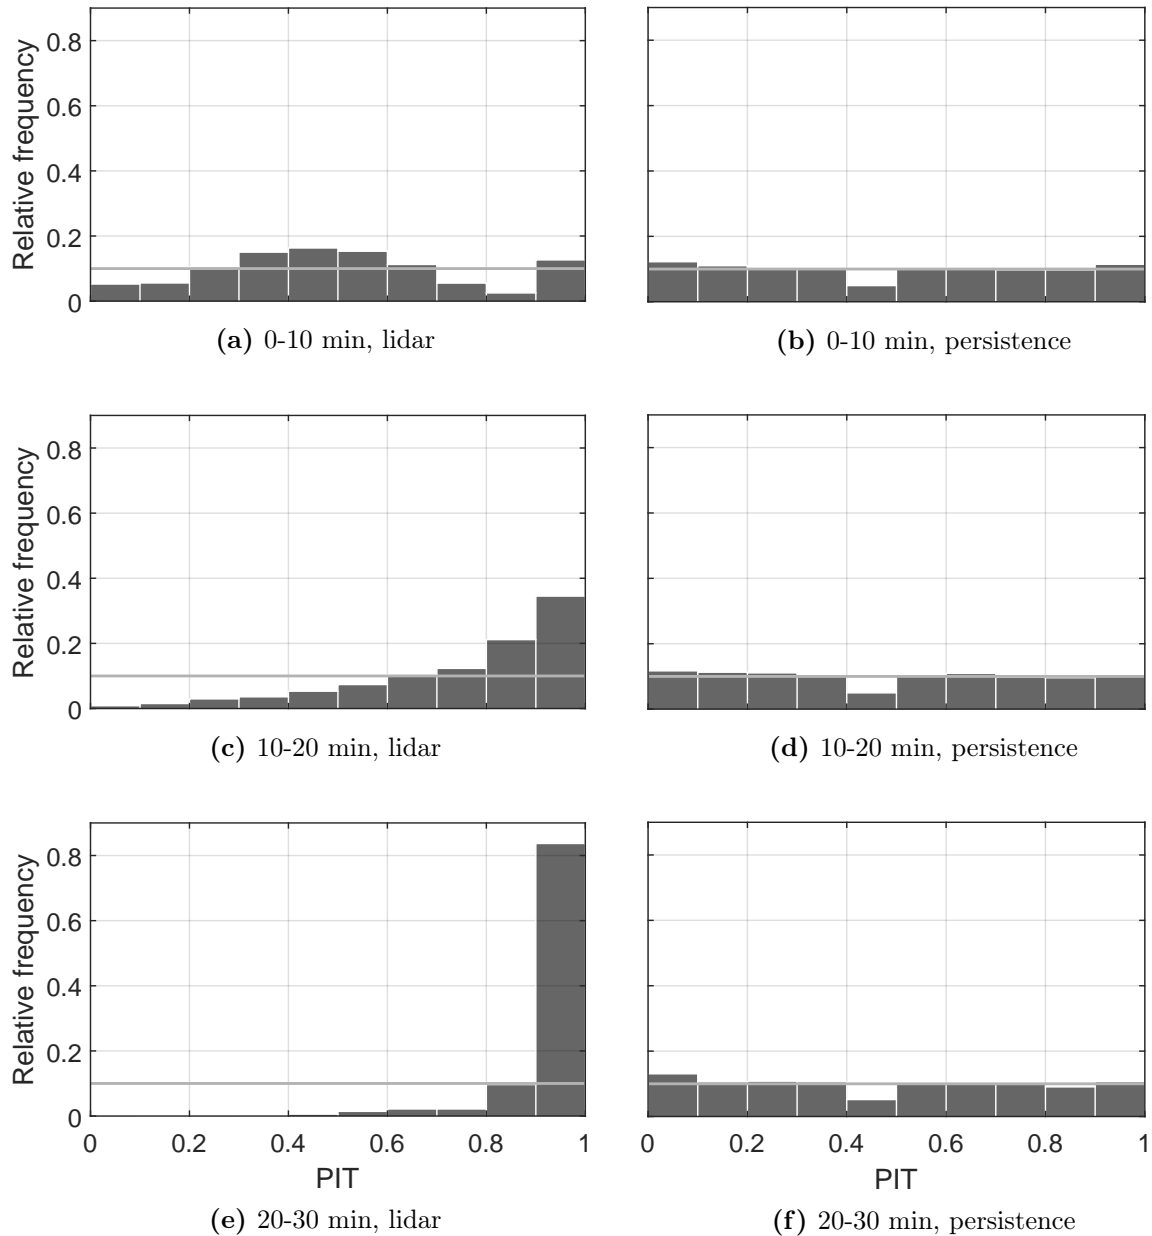 Relative frequency
0.8
0.6
0.4
0.2
0
(a) 0-10 min, lidar
(b) 0-10 min, persistence
Relative frequency
0.8
0.6
0.4
0.2
0
(c) 10-20 min, lidar
(d) 10-20 min, persistence
Relative frequency
0.8
0.6
0.4
0.2
0
0 0.2 0.4 0.6 0.8 1
PIT
(e) 20-30 min, lidar
0 0.2 0.4 0.6 0.8 1
PIT
(f) 20-30 min, persistence